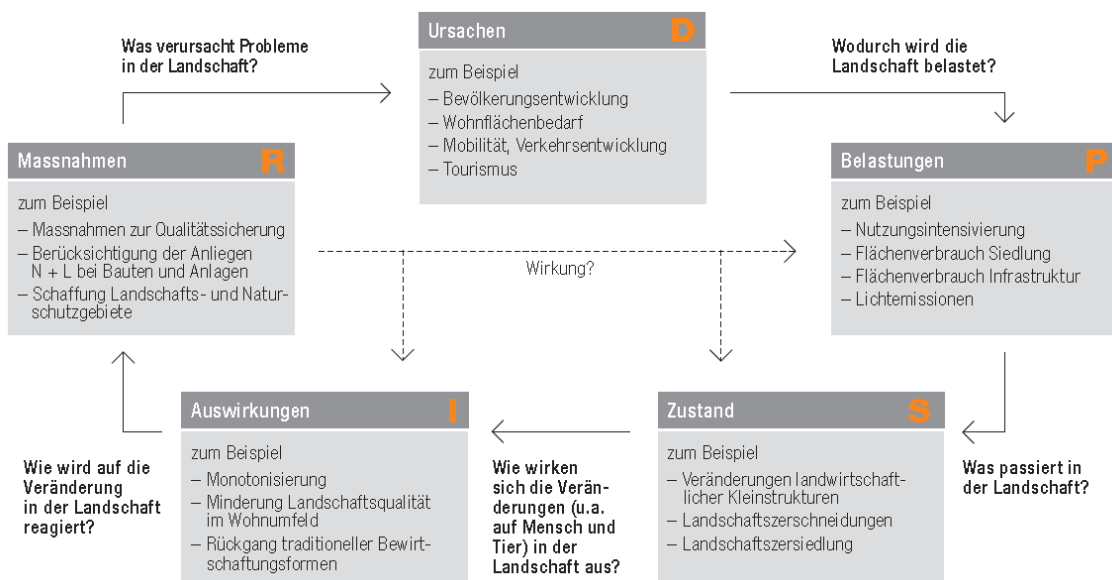 Was verursacht Probleme
in der Landschaft?
Ursachen D
zum Beispiel
– Bevölkerungsentwicklung
– Wohnflächenbedarf
– Mobilität, Verkehrsentwicklung
– Tourismus
Wodurch wird die
Landschaft belastet?
Belastungen P
zum Beispiel
– Nutzungsintensivierung
– Flächenverbrauch Siedlung
– Flächenverbrauch Infrastruktur
– Lichtemissionen
Was passiert in
der Landschaft?
Zustand S
zum Beispiel
– Veränderungen landwirtschaft-
licher Kleinstrukturen
– Landschaftszerschneidungen
– Landschaftszersiedlung
Wie wirken
sich die Verän-
derungen (u.a.
auf Mensch und
Tier) in der
Landschaft aus?
Auswirkungen I
zum Beispiel
– Monotonisierung
– Minderung Landschaftsqualität
im Wohnumfeld
– Rückgang traditioneller Bewirt-
schaftungsformen
Wie wird auf die
Veränderung
in der Landschaft
reagiert?
Massnahmen R
zum Beispiel
– Massnahmen zur Qualitätssicherung
– Berücksichtigung der Anliegen
N + L bei Bauten und Anlagen
– Schaffung Landschafts- und Natur-
schutzgebiete
Wirkung?